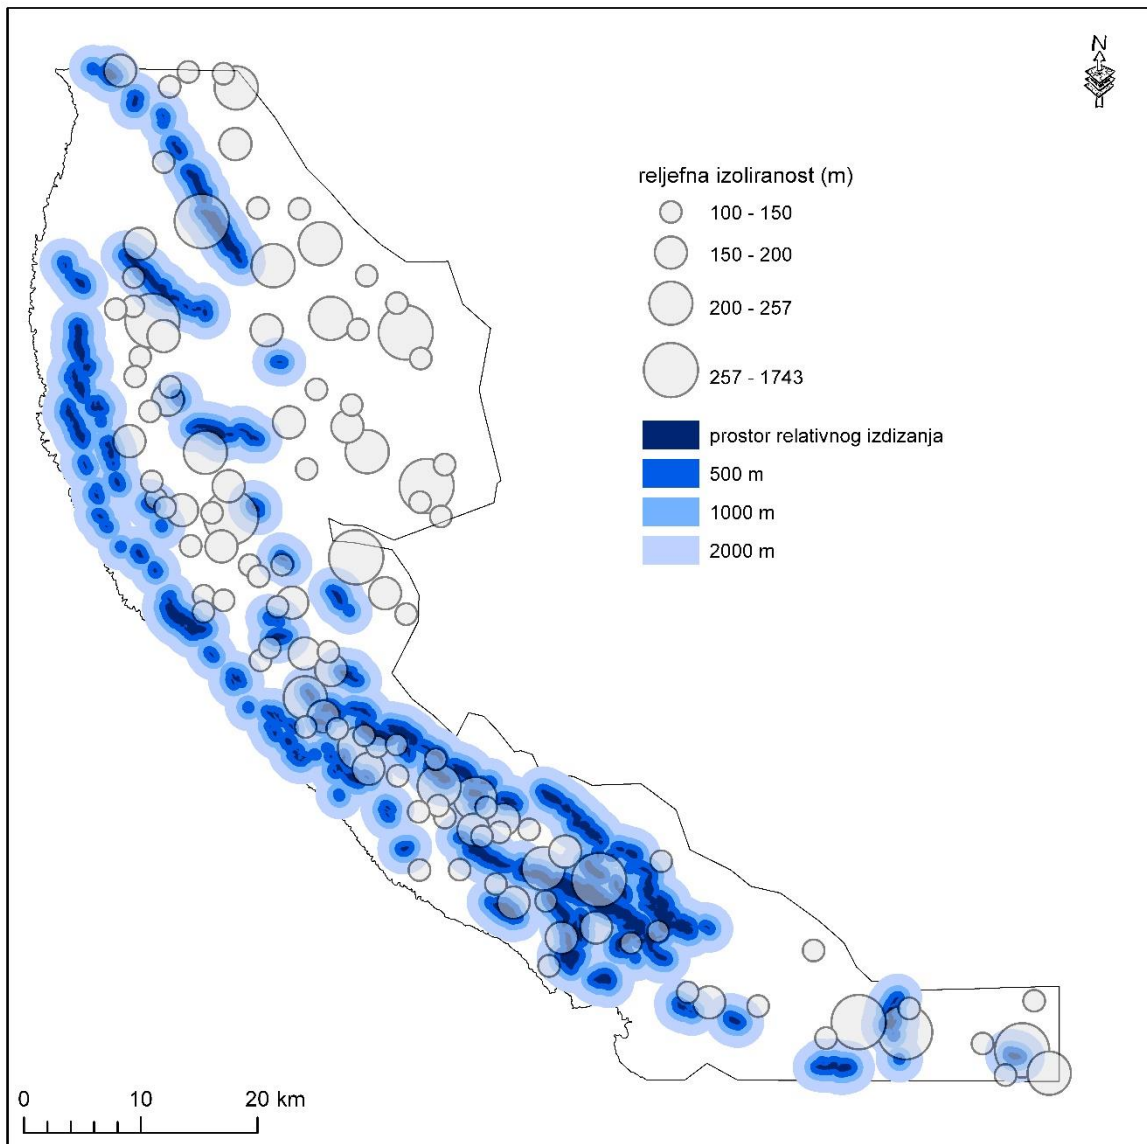 N
reljefna izoliranost (m)
100 - 150
150 - 200
200 - 257
257 - 1743
prostor relativnog izdizanja
500 m
1000 m
2000 m
0 10 20 km